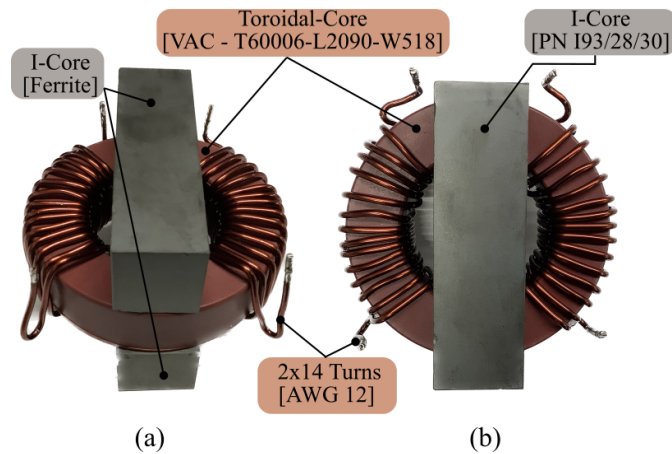 Toroidal-Core
[VAC - T60006-L2090-W518]
I-Core
[PN I93/28/30]
I-Core
[Ferrite]
2x14 Turns
[AWG 12]
(a)
(b)